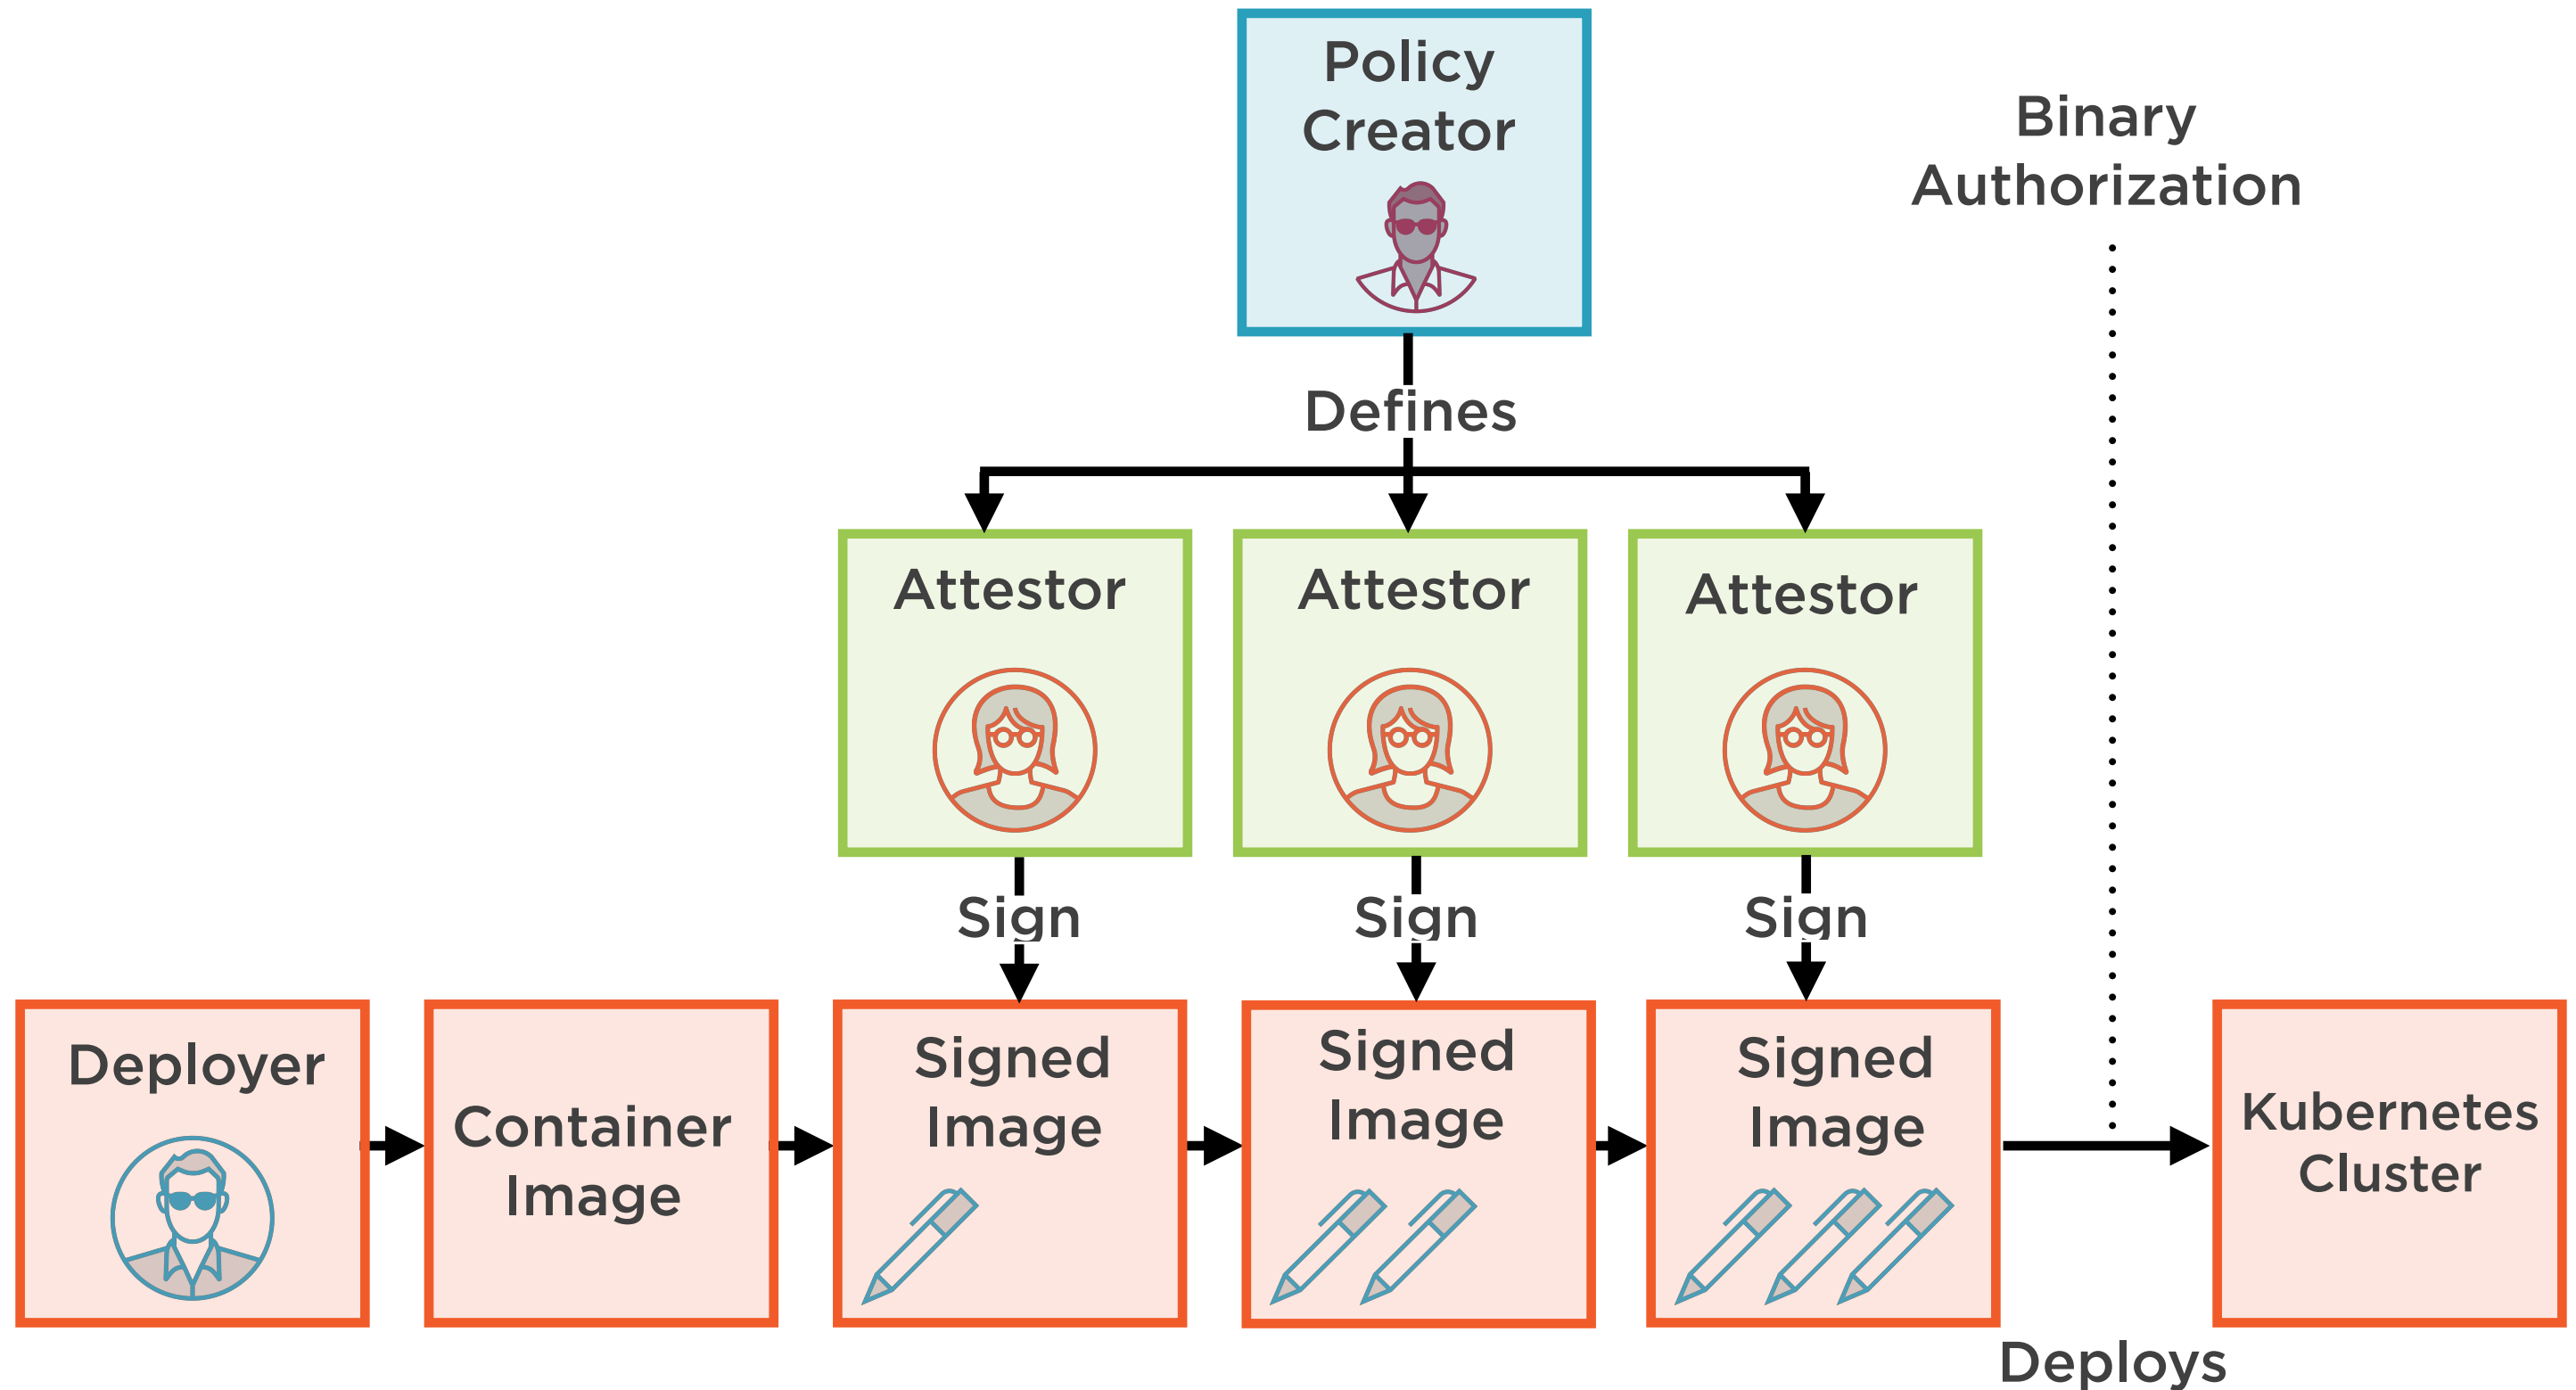 Policy
Creator
Binary
Authorization
Defines
Attestor
Attestor
Attestor
Sign
Sign
Sign
Deployer
Container
Image
Signed
Image
Signed
Image
Signed
Image
Kubernetes
Cluster
Deploys